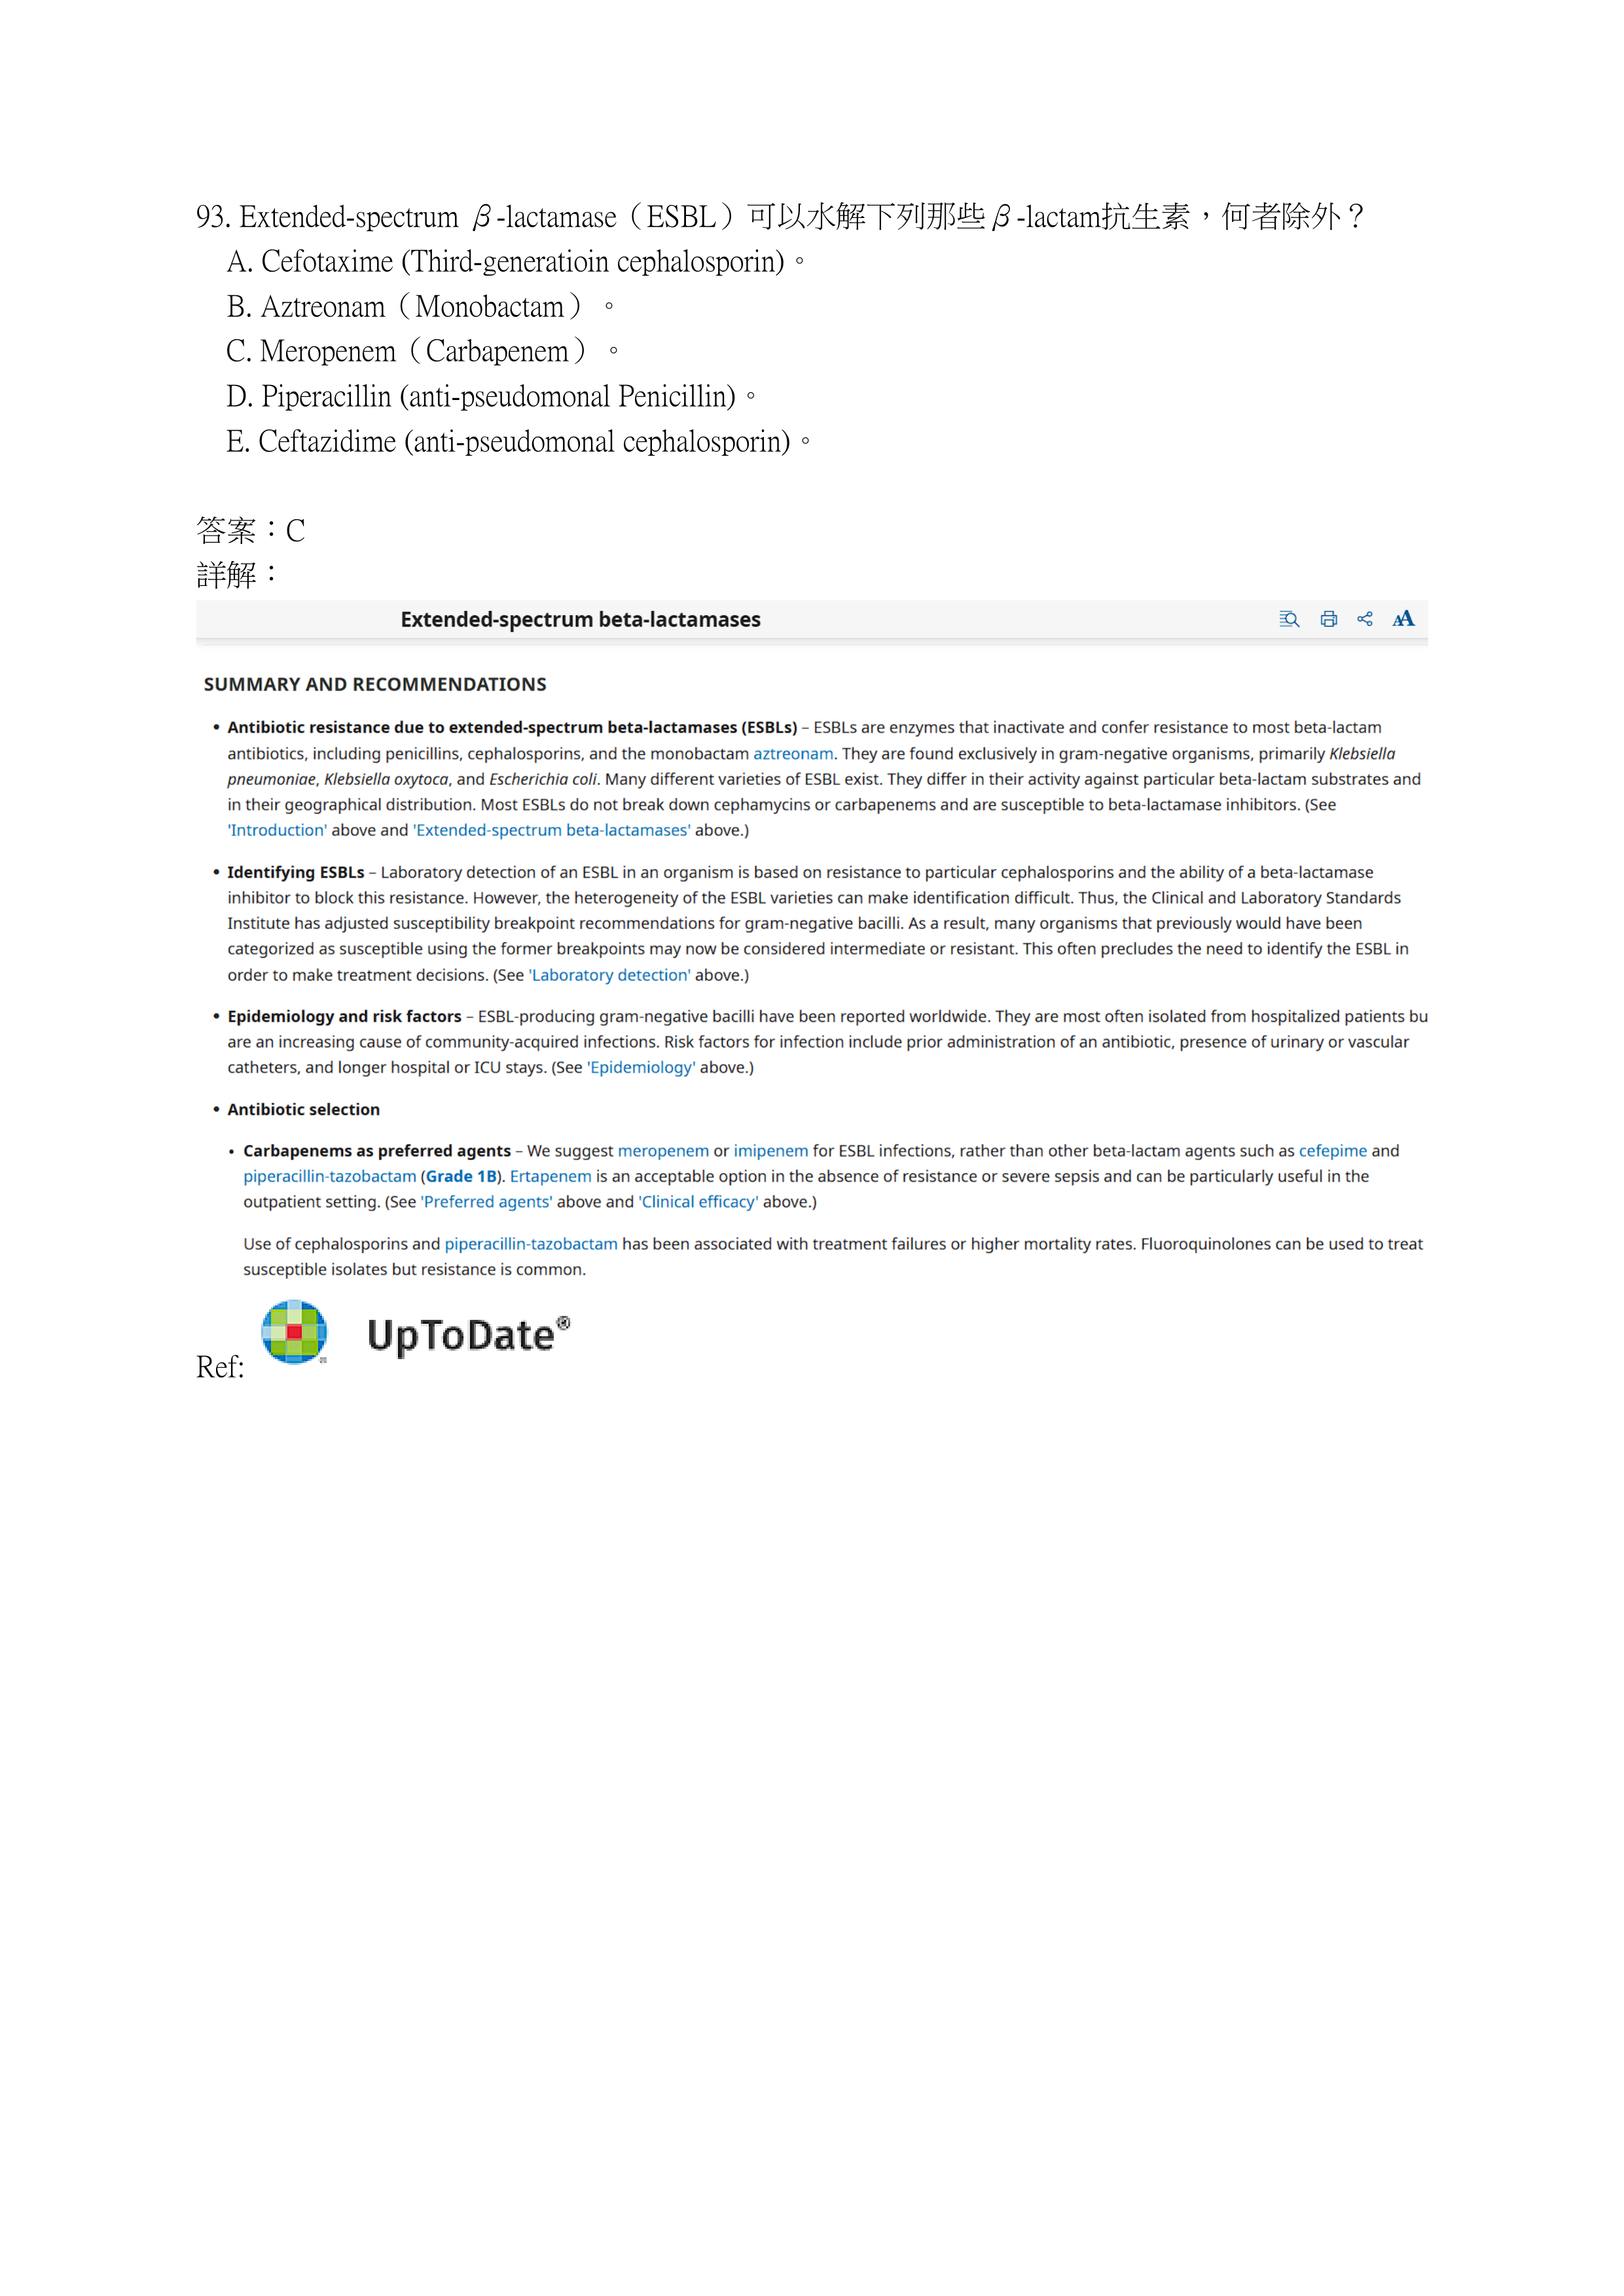 93. Extended-spectrum β-lactamase（ESBL）可以水解下列那些β-lactam抗生素，何者除外？
A. Cefotaxime (Third-generatioin cephalosporin)。
B. Aztreonam（Monobactam）。
C. Meropenem（Carbapenem）。
D. Piperacillin (anti-pseudomonal Penicillin)。
E. Ceftazidime (anti-pseudomonal cephalosporin)。
答案：C
詳解：
Extended-spectrum beta-lactamases
SUMMARY AND RECOMMENDATIONS
• Antibiotic resistance due to extended-spectrum beta-lactamases (ESBLs) – ESBLs are enzymes that inactivate and confer resistance to most beta-lactam
antibiotics, including penicillins, cephalosporins, and the monobactam aztreonam. They are found exclusively in gram-negative organisms, primarily Klebsiella
pneumoniae, Klebsiella oxytoca, and Escherichia coli. Many different varieties of ESBL exist. They differ in their activity against particular beta-lactam substrates and
in their geographical distribution. Most ESBLs do not break down cephamycins or carbapenems and are susceptible to beta-lactamase inhibitors. (See
'Introduction' above and 'Extended-spectrum beta-lactamases' above.)
• Identifying ESBLs – Laboratory detection of an ESBL in an organism is based on resistance to particular cephalosporins and the ability of a beta-lactamase
inhibitor to block this resistance. However, the heterogeneity of the ESBL varieties can make identification difficult. Thus, the Clinical and Laboratory Standards
Institute has adjusted susceptibility breakpoint recommendations for gram-negative bacilli. As a result, many organisms that previously would have been
categorized as susceptible using the former breakpoints may now be considered intermediate or resistant. This often precludes the need to identify the ESBL in
order to make treatment decisions. (See 'Laboratory detection' above.)
• Epidemiology and risk factors – ESBL-producing gram-negative bacilli have been reported worldwide. They are most often isolated from hospitalized patients bu
are an increasing cause of community-acquired infections. Risk factors for infection include prior administration of an antibiotic, presence of urinary or vascular
catheters, and longer hospital or ICU stays. (See 'Epidemiology' above.)
• Antibiotic selection
• Carbapenems as preferred agents – We suggest meropenem or imipenem for ESBL infections, rather than other beta-lactam agents such as cefepime and
piperacillin-tazobactam (Grade 1B). Ertapenem is an acceptable option in the absence of resistance or severe sepsis and can be particularly useful in the
outpatient setting. (See 'Preferred agents' above and 'Clinical efficacy' above.)
Use of cephalosporins and piperacillin-tazobactam has been associated with treatment failures or higher mortality rates. Fluoroquinolones can be used to treat
susceptible isolates but resistance is common.
Ref: UpToDate®